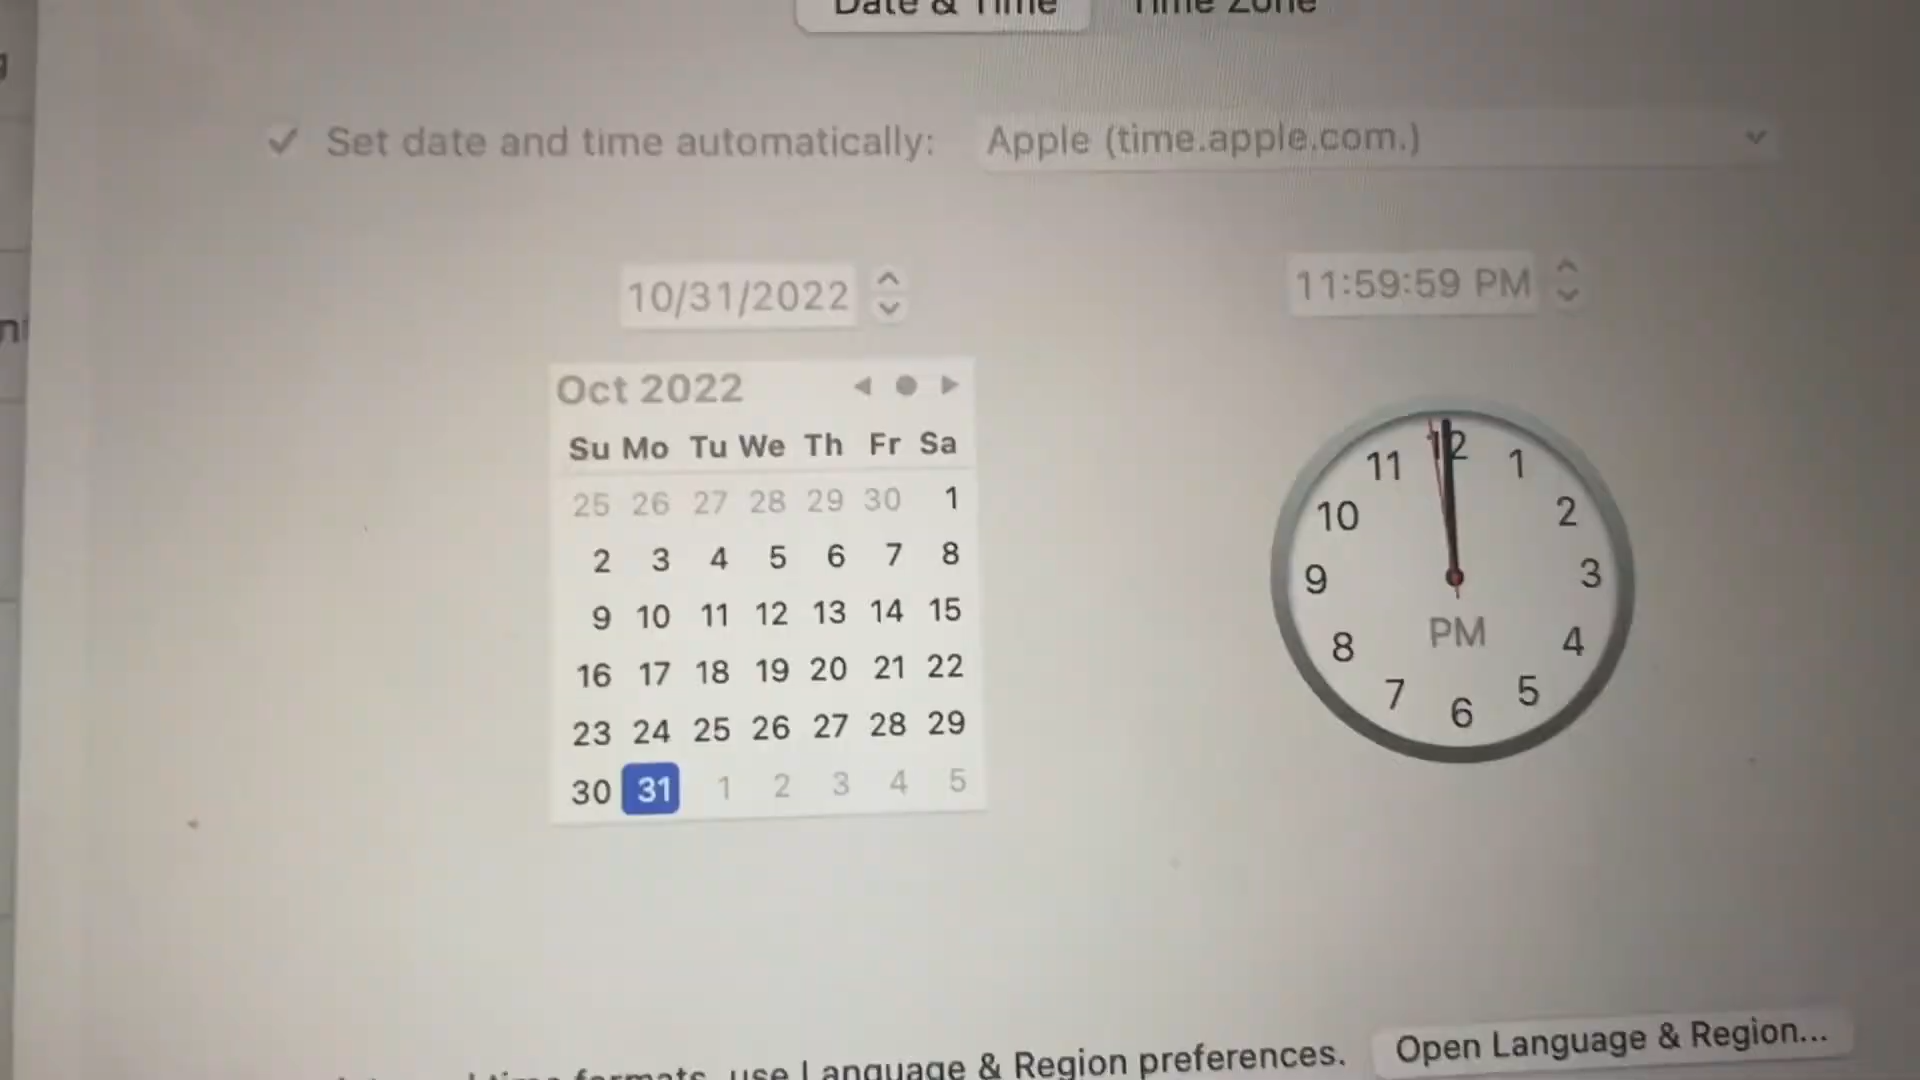 Date & Time Time Zone
Set date and time automatically: Apple (time.apple.com.)
10/31/2022
11:59:59 PM
Oct 2022
Su Mo Tu We Th Fr Sa
25 26 27 28 29 30 1
2 3 4 5 6 7 8
9 10 11 12 13 14 15
16 17 18 19 20 21 22
23 24 25 26 27 28 29
30 31 1 2 3 4 5
11 12 1
10 2
9 3
PM
8 4
7 6 5
use Language & Region preferences.
Open Language & Region...